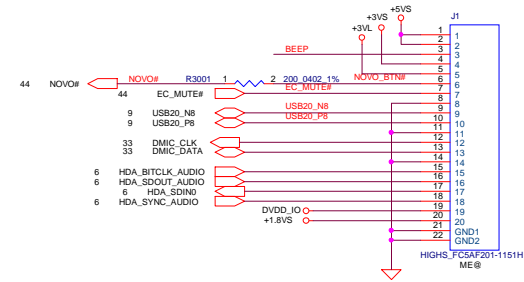 +5VS
+3VS J1
+3VL
1 1
2 2
BEEP 3 3
4 4
5 5
44 NOVO# NOVO# R3001 1 2 200_0402_1% NOVO_BTN# 6 6
44 EC_MUTE# EC_MUTE# 7 7
8 8
9 USB20_N8 USB20_N8 9 9
9 USB20_P8 USB20_P8 10 10
11 11
33 DMIC_CLK 12 12
33 DMIC_DATA 13 13
14 14
6 HDA_BITCLK_AUDIO 15 15
6 HDA_SDOUT_AUDIO 16 16
6 HDA_SDIN0 17 17
6 HDA_SYNC_AUDIO 18 18
DVDD_IO 19 19
+1.8VS 20 20
21 GND1
22 GND2
HIGHS_FC5AF201-1151H
ME@